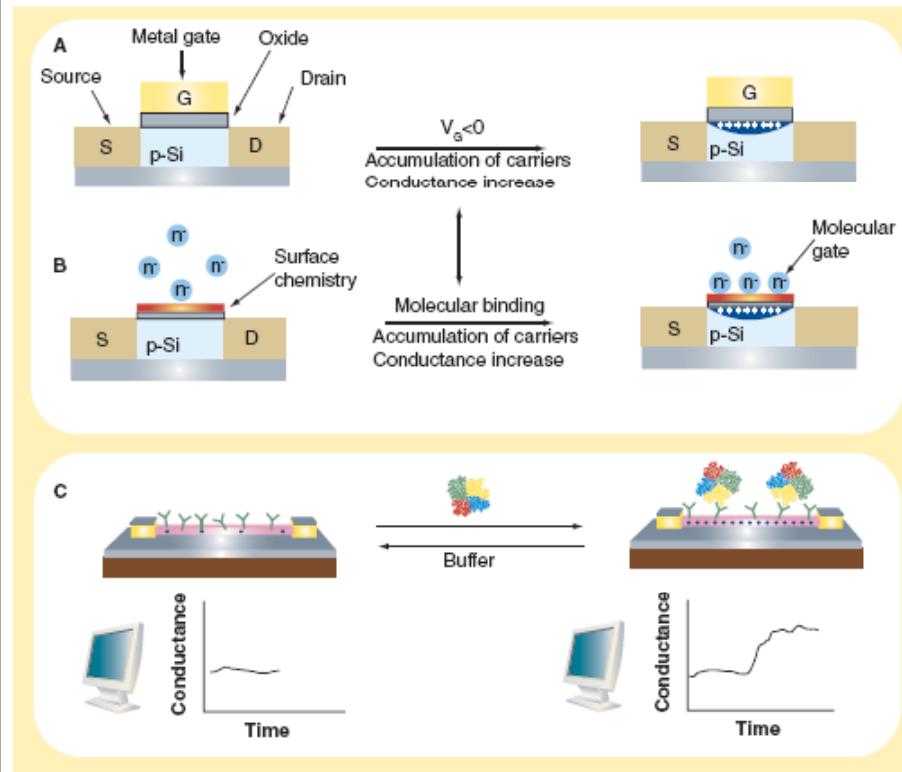 A
Metal gate
Oxide
Source
Drain
G
S
p-Si
D
V_G<0
Accumulation of carriers
Conductance increase
G
S
p-Si
B
n-
n-
n-
n-
Surface
chemistry
S
p-Si
D
Molecular binding
Accumulation of carriers
Conductance increase
Molecular
gate
n-
n-
n-
n-
S
p-Si
C
Buffer
Conductance
Time
Conductance
Time